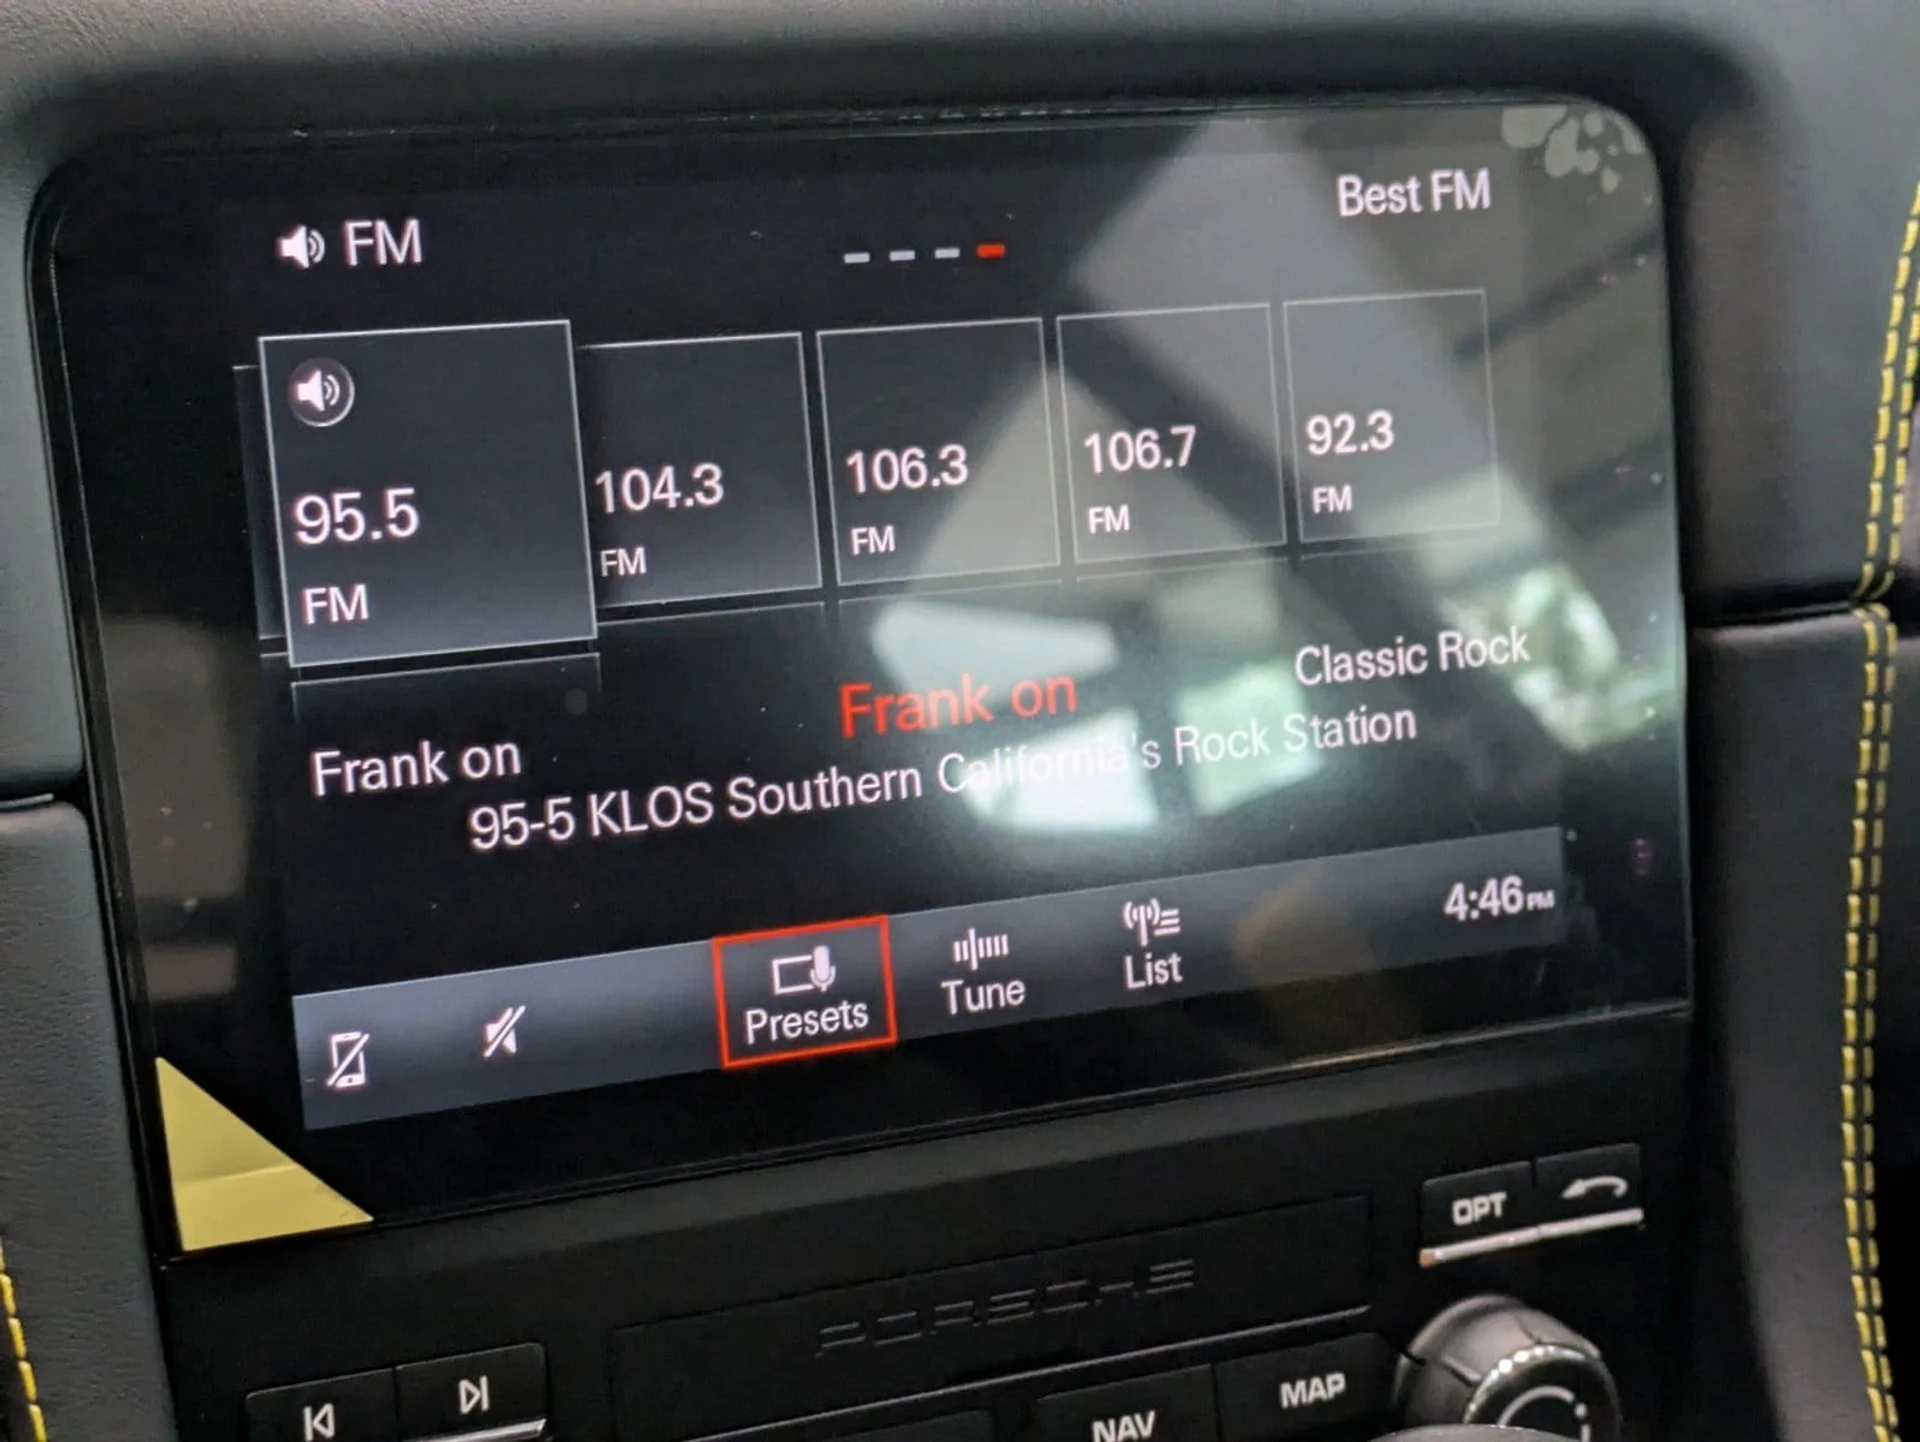 FM
Best FM
95.5
FM
104.3
FM
106.3
FM
106.7
FM
92.3
FM
Frank on
Classic Rock
Frank on
95-5 KLOS Southern California's Rock Station
Presets
Tune
List
4:46 PM
OPT
PORSCHE
NAV
MAP